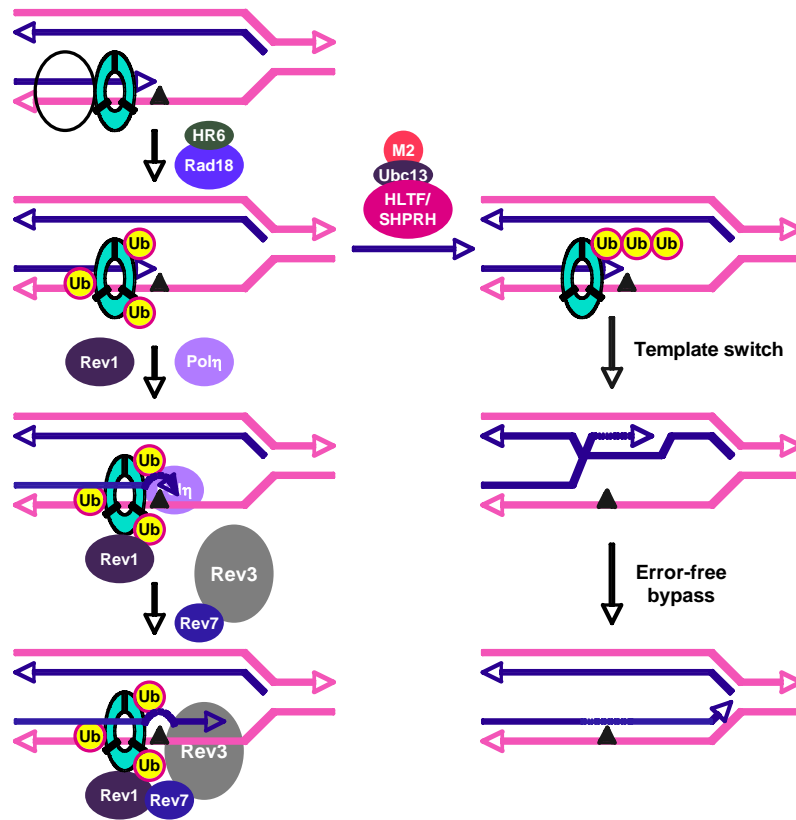 HR6
Rad18
M2
Ubc13
HLTF/
SHPRH
Ub
Ub
Ub
Ub Ub Ub
Rev1
Polη
Template switch
Ub
Ub
Ub
Rev1
Rev3
Rev7
Error-free
bypass
Ub
Ub
Ub
Rev3
Rev1
Rev7